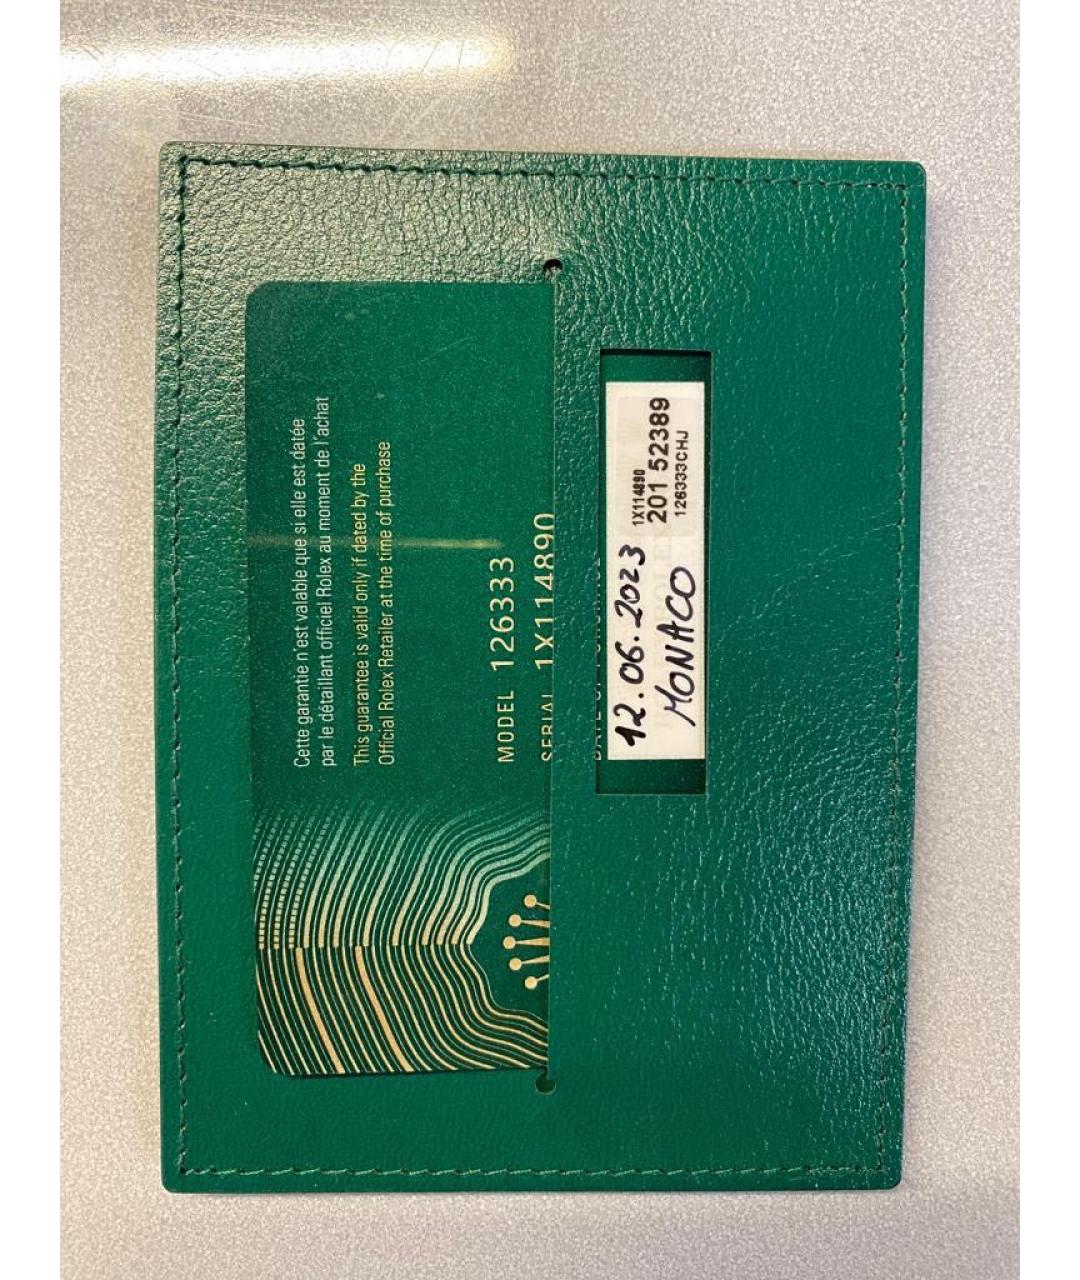 Cette garantie n'est valable que si elle est datée
par le détaillant officiel Rolex au moment de l'achat
This guarantee is valid only if dated by the
Official Rolex Retailer at the time of purchase
MODEL 126333
SERIAL 1X114890
12.06.2023
MONACO
1X114890
201 52389
126333CHJ